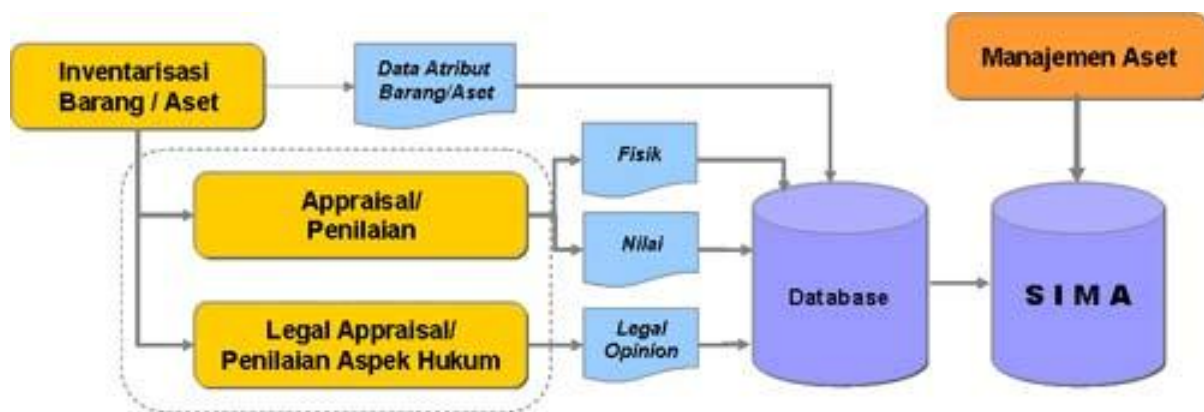 Inventarisasi
Barang / Aset
Data Atribut
Barang/Aset
Manajemen Aset
Fisik
Appraisal/
Penilaian
Nilai
Database
S I M A
Legal Appraisal/
Penilaian Aspek Hukum
Legal
Opinion